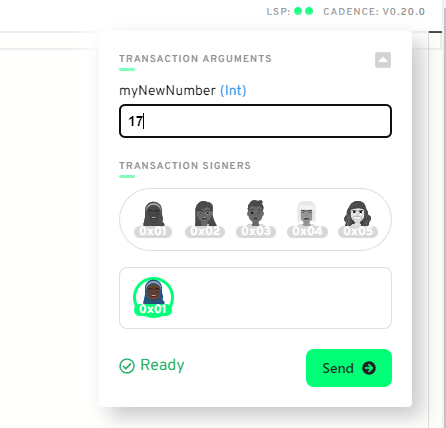 LSP: CADENCE: V0.20.0
TRANSACTION ARGUMENTS
myNewNumber (Int)
17
TRANSACTION SIGNERS
0x01 0x02 0x03 0x04 0x05
0x01
Ready
Send